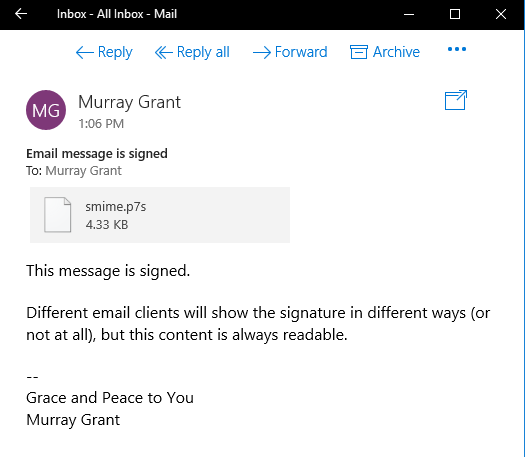 Inbox - All Inbox - Mail
Reply Reply all Forward Archive
MG
Murray Grant
1:06 PM
Email message is signed
To: Murray Grant
smime.p7s
4.33 KB
This message is signed.
Different email clients will show the signature in different ways (or
not at all), but this content is always readable.
--
Grace and Peace to You
Murray Grant